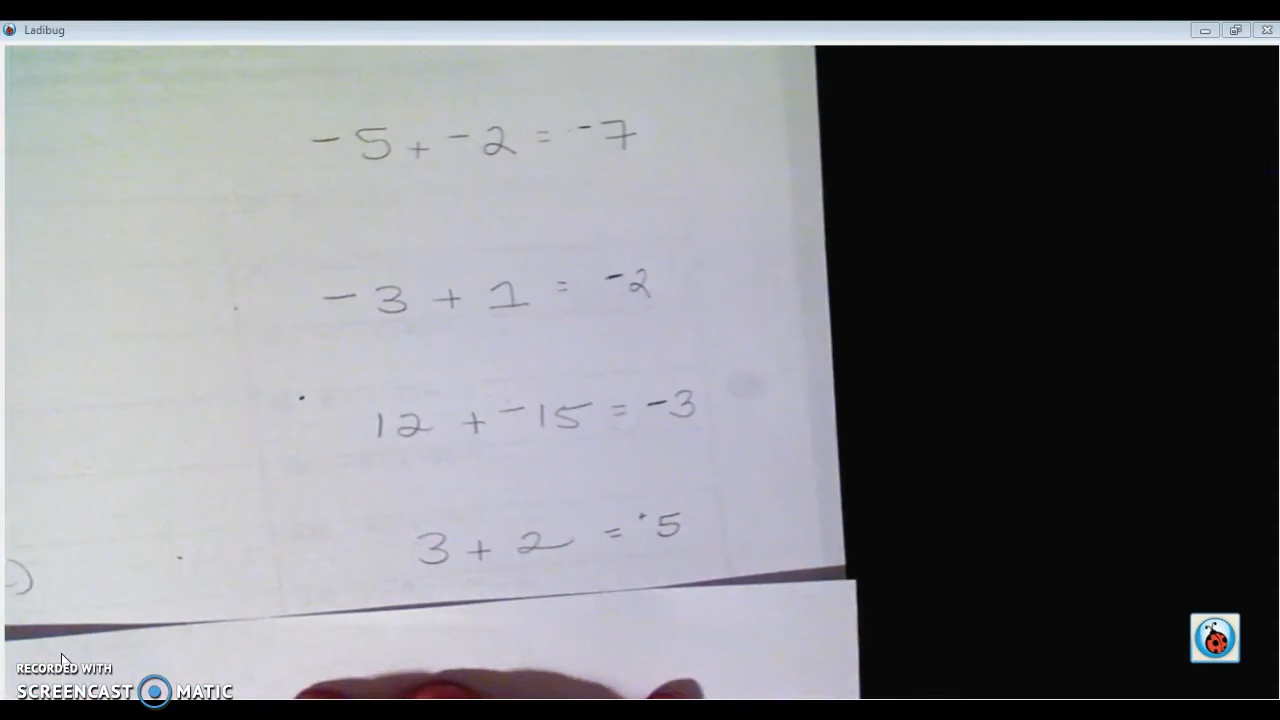 Ladibug
-5 + -2 = -7
-3 + 1 = -2
12 + -15 = -3
3 + 2 = +5
)
RECORDED WITH
SCREENCAST MATIC